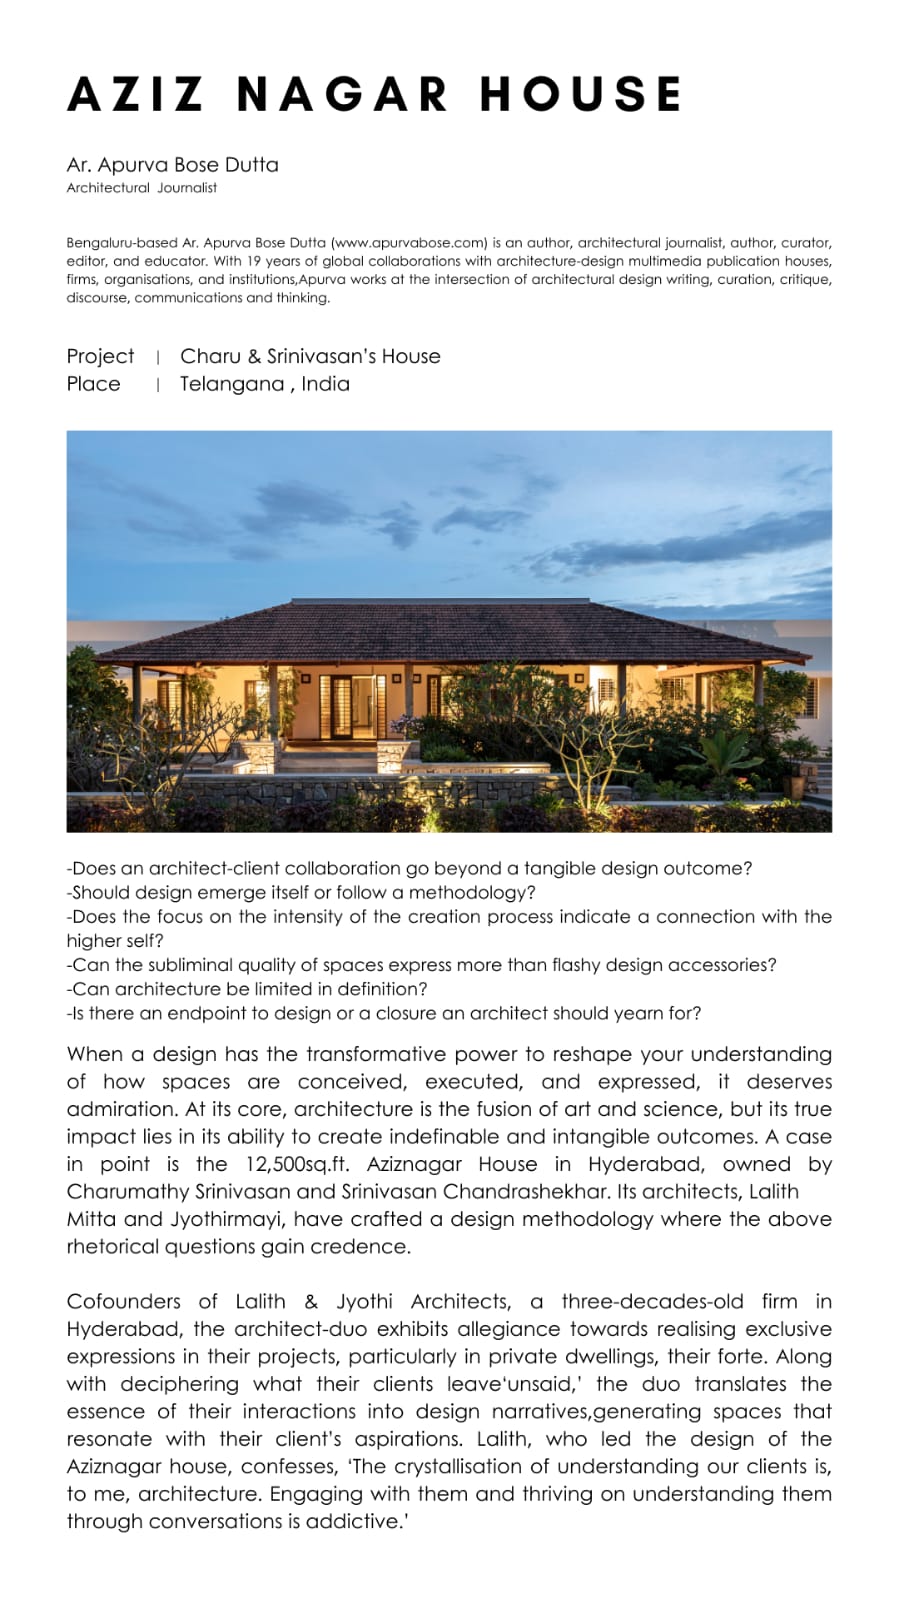 AZIZ NAGAR HOUSE
Ar. Apurva Bose Dutta
Architectural Journalist
Bengaluru-based Ar. Apurva Bose Dutta (www.apurvabose.com) is an author, architectural journalist, author, curator,
editor, and educator. With 19 years of global collaborations with architecture-design multimedia publication houses,
firms, organisations, and institutions,Apurva works at the intersection of architectural design writing, curation, critique,
discourse, communications and thinking.
Project | Charu & Srinivasan's House
Place | Telangana , India
-Does an architect-client collaboration go beyond a tangible design outcome?
-Should design emerge itself or follow a methodology?
-Does the focus on the intensity of the creation process indicate a connection with the
higher self?
-Can the subliminal quality of spaces express more than flashy design accessories?
-Can architecture be limited in definition?
-Is there an endpoint to design or a closure an architect should yearn for?
When a design has the transformative power to reshape your understanding
of how spaces are conceived, executed, and expressed, it deserves
admiration. At its core, architecture is the fusion of art and science, but its true
impact lies in its ability to create indefinable and intangible outcomes. A case
in point is the 12,500sq.ft. Aziznagar House in Hyderabad, owned by
Charumathy Srinivasan and Srinivasan Chandrashekhar. Its architects, Lalith
Mitta and Jyothirmayi, have crafted a design methodology where the above
rhetorical questions gain credence.
Cofounders of Lalith & Jyothi Architects, a three-decades-old firm in
Hyderabad, the architect-duo exhibits allegiance towards realising exclusive
expressions in their projects, particularly in private dwellings, their forte. Along
with deciphering what their clients leave‘unsaid,’ the duo translates the
essence of their interactions into design narratives,generating spaces that
resonate with their client's aspirations. Lalith, who led the design of the
Aziznagar house, confesses, ‘The crystallisation of understanding our clients is,
to me, architecture. Engaging with them and thriving on understanding them
through conversations is addictive.’